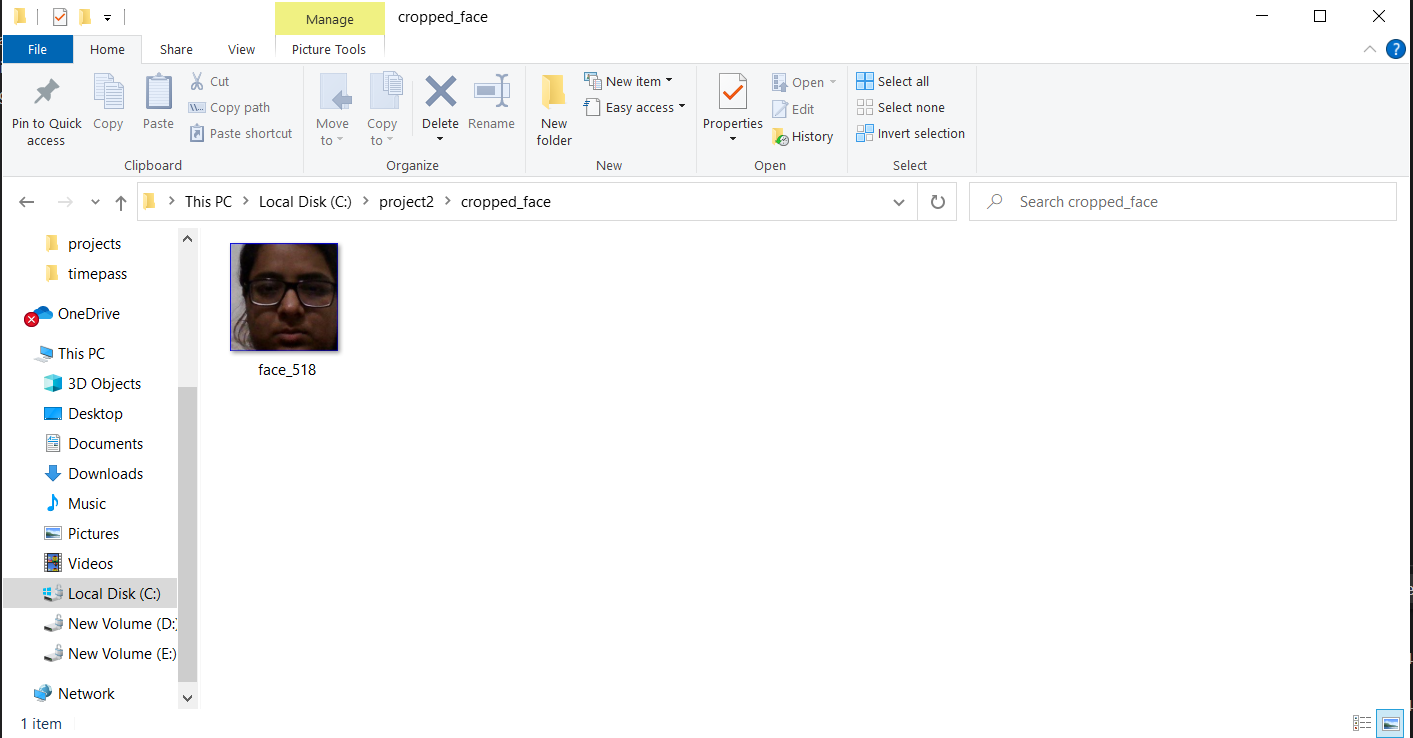 Manage
cropped_face
File
Home
Share
View
Picture Tools
Pin to Quick access
Copy
Paste
Cut
Copy path
Paste shortcut
Clipboard
Move to
Copy to
Delete
Rename
Organize
New folder
New item
Easy access
New
Properties
Open
Edit
History
Open
Select all
Select none
Invert selection
Select
This PC > Local Disk (C:) > project2 > cropped_face
Search cropped_face
projects
timepass
OneDrive
This PC
3D Objects
Desktop
Documents
Downloads
Music
Pictures
Videos
Local Disk (C:)
New Volume (D:)
New Volume (E:)
Network
face_518
1 item